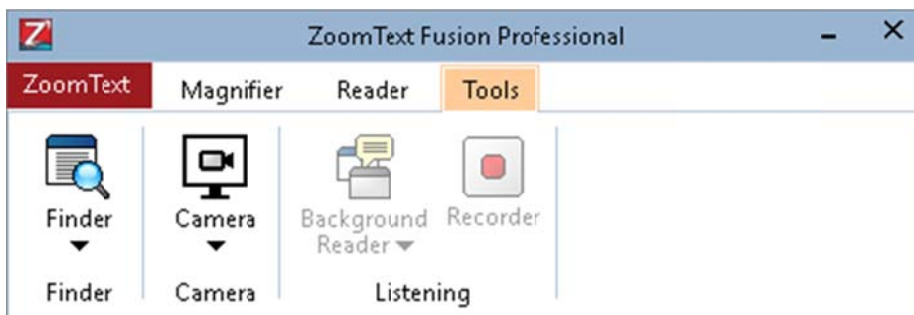 ZoomText Fusion Professional
ZoomText Magnifier Reader Tools
Finder Camera Background Recorder
Reader
Finder Camera Listening